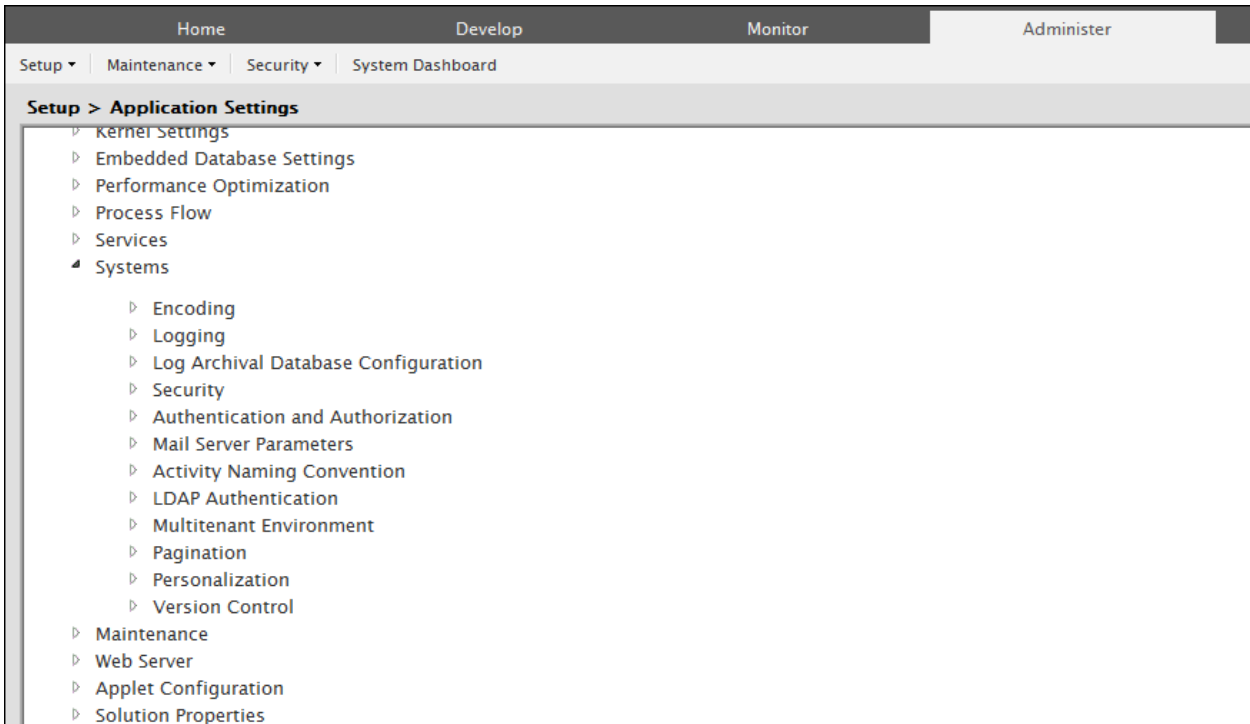 Home Develop Monitor Administer
Setup Maintenance Security System Dashboard
Setup > Application Settings
Kernel Settings
Embedded Database Settings
Performance Optimization
Process Flow
Services
Systems
Encoding
Logging
Log Archival Database Configuration
Security
Authentication and Authorization
Mail Server Parameters
Activity Naming Convention
LDAP Authentication
Multitenant Environment
Pagination
Personalization
Version Control
Maintenance
Web Server
Applet Configuration
Solution Properties